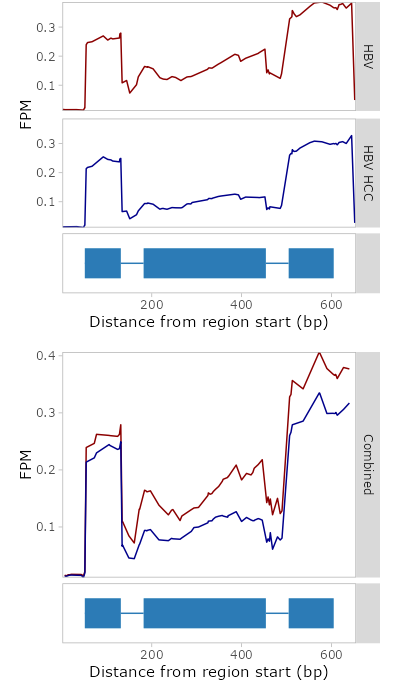 0.3
0.2
0.1
HBV
FPM
0.3
0.2
0.1
HBV HCC
200
400
600
Distance from region start (bp)
0.4
0.3
0.2
0.1
FPM
Combined
200
400
600
Distance from region start (bp)